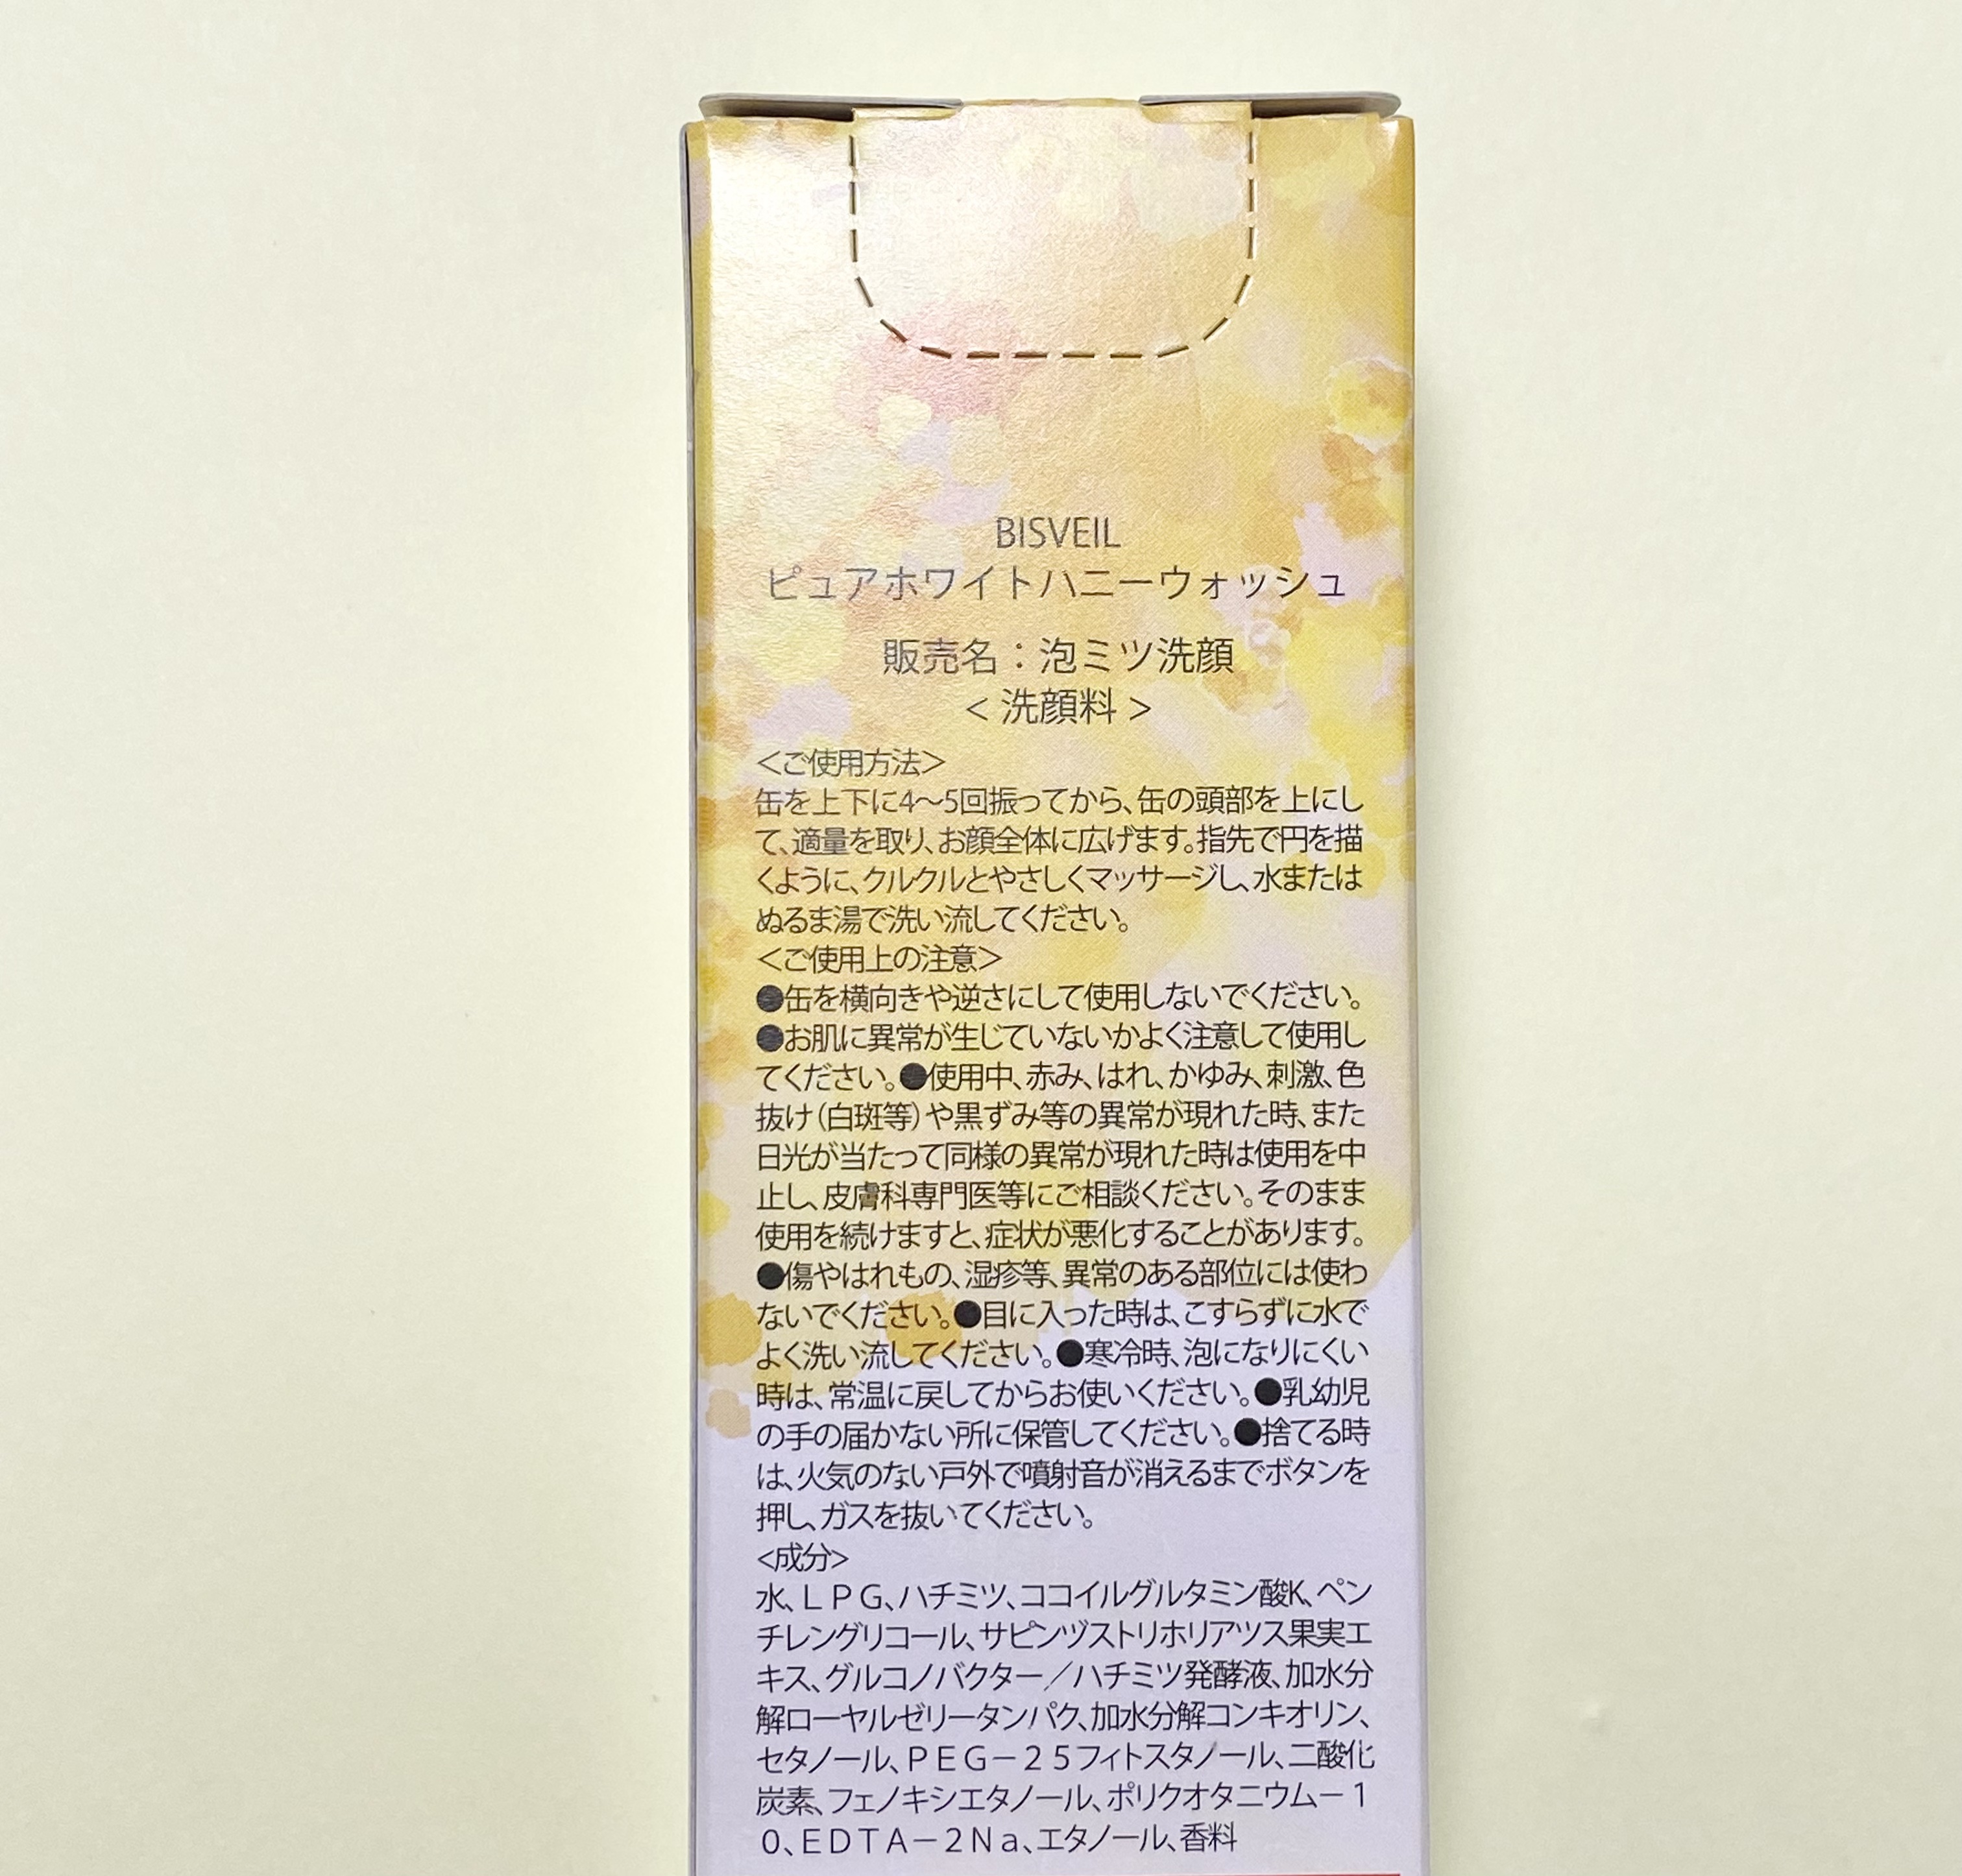 BISVEIL
ピュアホワイトハニーウォッシュ
販売名：泡ミツ洗顔
< 洗顔料 >
＜ご使用方法＞
缶を上下に4〜5回振ってから、缶の頭部を上にし
て、適量を取り、お顔全体に広げます。指先で円を描
くように、クルクルとやさしくマッサージし、水または
ぬるま湯で洗い流してください。
＜ご使用上の注意＞
●缶を横向きや逆さにして使用しないでください。
●お肌に異常が生じていないかよく注意して使用し
てください。●使用中、赤み、はれ、かゆみ、刺激、色
抜け（白斑等）や黒ずみ等の異常が現れた時、また
日光が当たって同様の異常が現れた時は使用を中
止し、皮膚科専門医等にご相談ください。そのまま
使用を続けますと、症状が悪化することがあります。
●傷やはれもの、湿疹等、異常のある部位には使わ
ないでください。●目に入った時は、こすらずに水で
よく洗い流してください。●寒冷時、泡になりにくい
時は、常温に戻してからお使いください。●乳幼児
の手の届かない所に保管してください。●捨てる時
は、火気のない戸外で噴射音が消えるまでボタンを
押し、ガスを抜いてください。
<成分>
水、ＬＰＧ、ハチミツ、ココイルグルタミン酸K、ペン
チレングリコール、サピンヅストリホリアツス果実エ
キス、グルコノバクター／ハチミツ発酵液、加水分
解ローヤルゼリータンパク、加水分解コンキオリン、
セタノール、ＰＥＧ－２５フィトスタノール、二酸化
炭素、フェノキシエタノール、ポリクオタニウム－１
０、ＥＤＴＡ－２Ｎａ、エタノール、香料